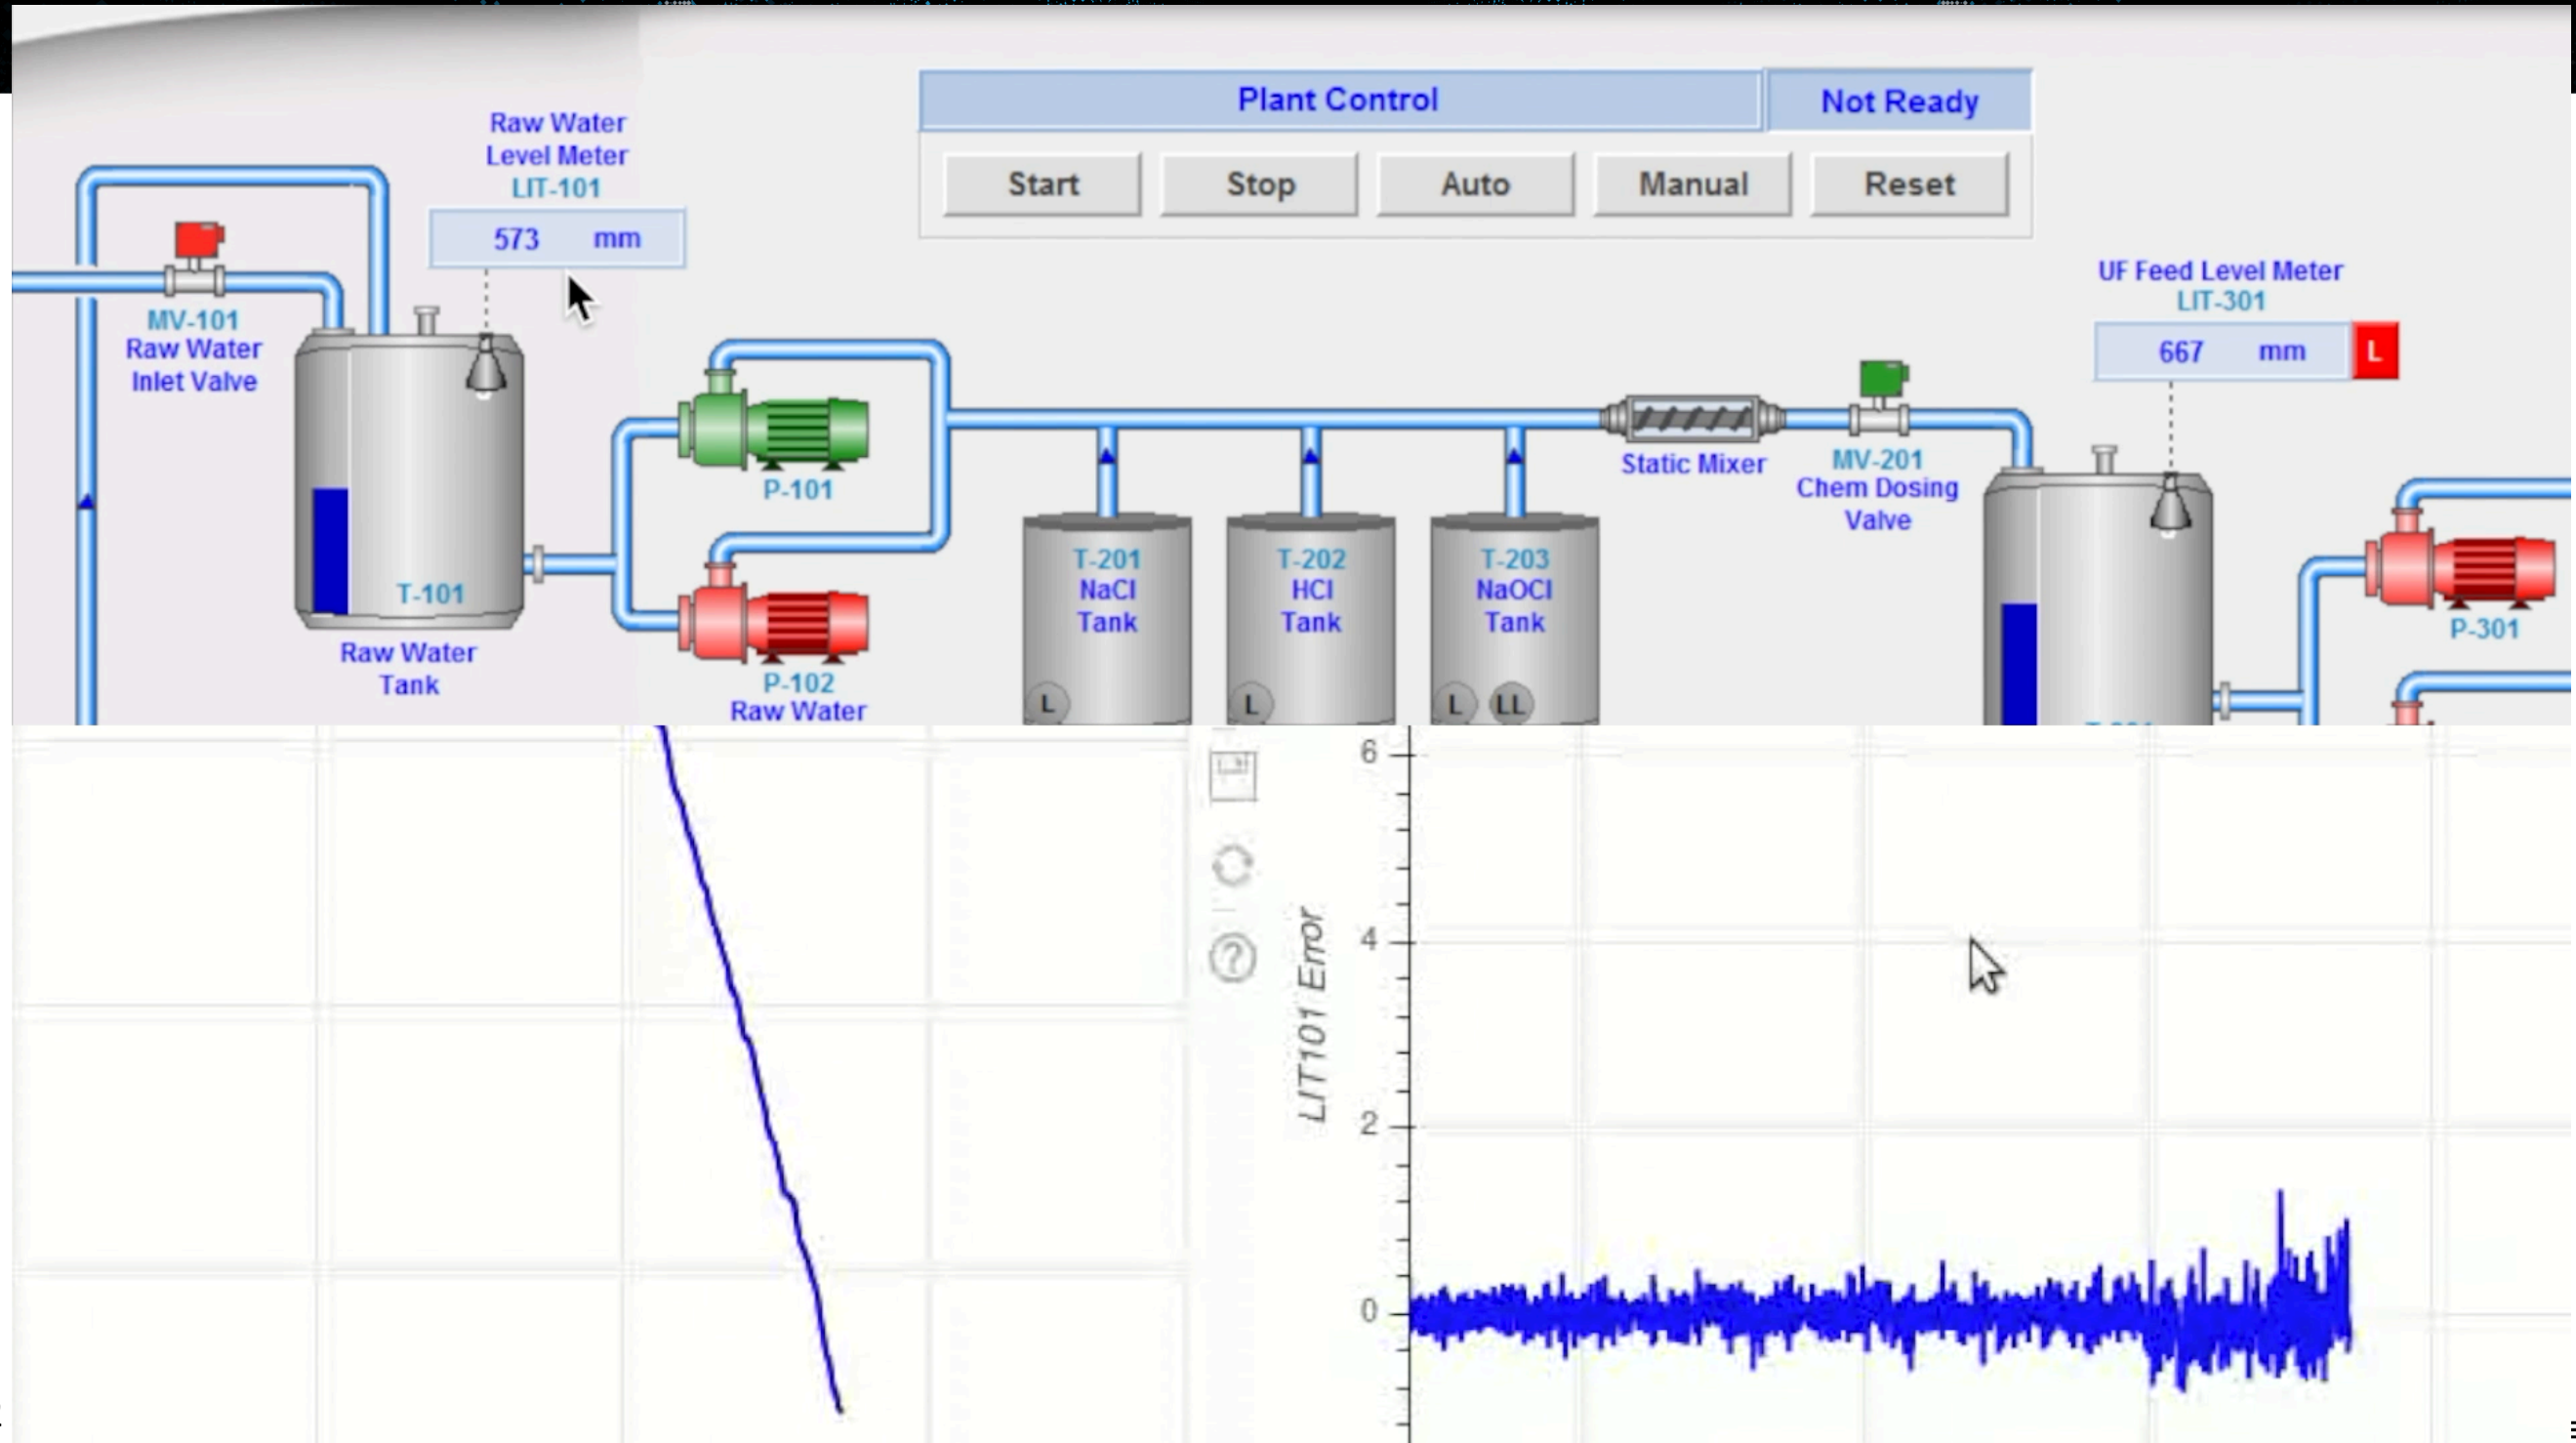 Plant Control
Not Ready
Start
Stop
Auto
Manual
Reset
Raw Water
Level Meter
LIT-101
573 mm
MV-101
Raw Water
Inlet Valve
T-101
Raw Water
Tank
P-101
P-102
Raw Water
T-201
NaCl
Tank
L
T-202
HCl
Tank
L
T-203
NaOCl
Tank
L
LL
Static Mixer
MV-201
Chem Dosing
Valve
UF Feed Level Meter
LIT-301
667 mm
L
P-301
?
LIT101 Error
6
4
2
0